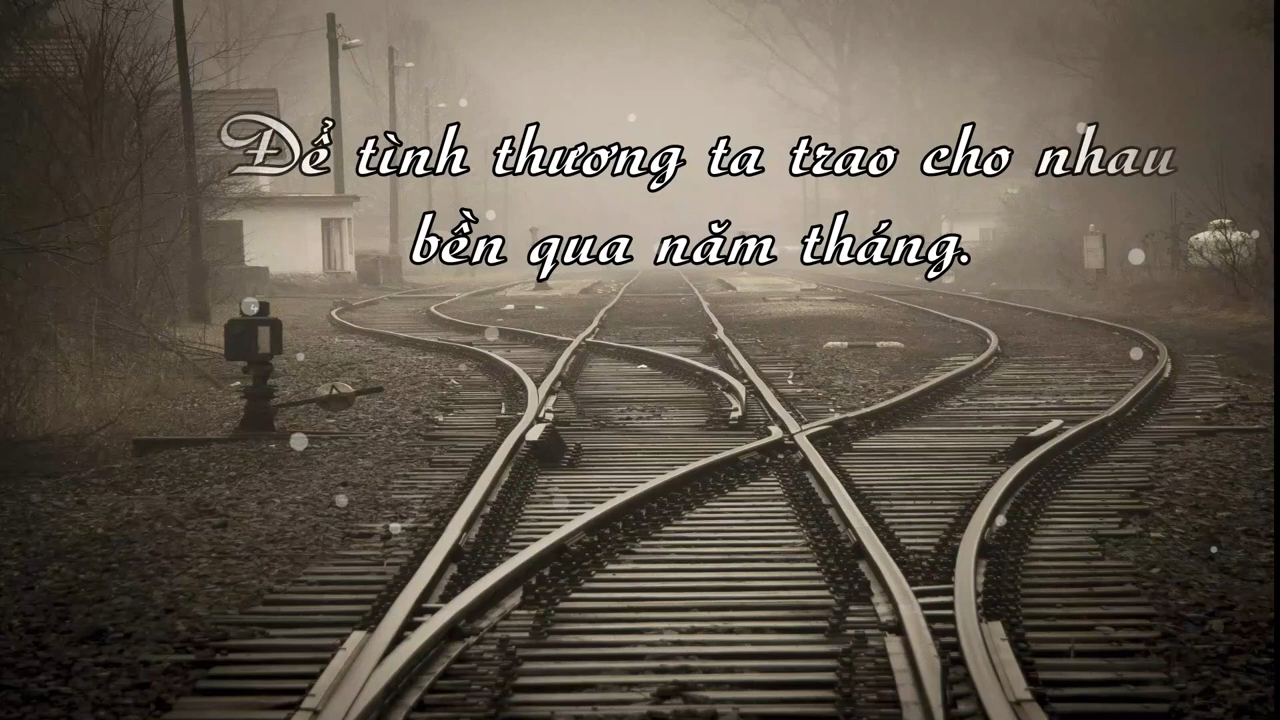 Để tình thương ta trao cho nhau
bền qua năm tháng.